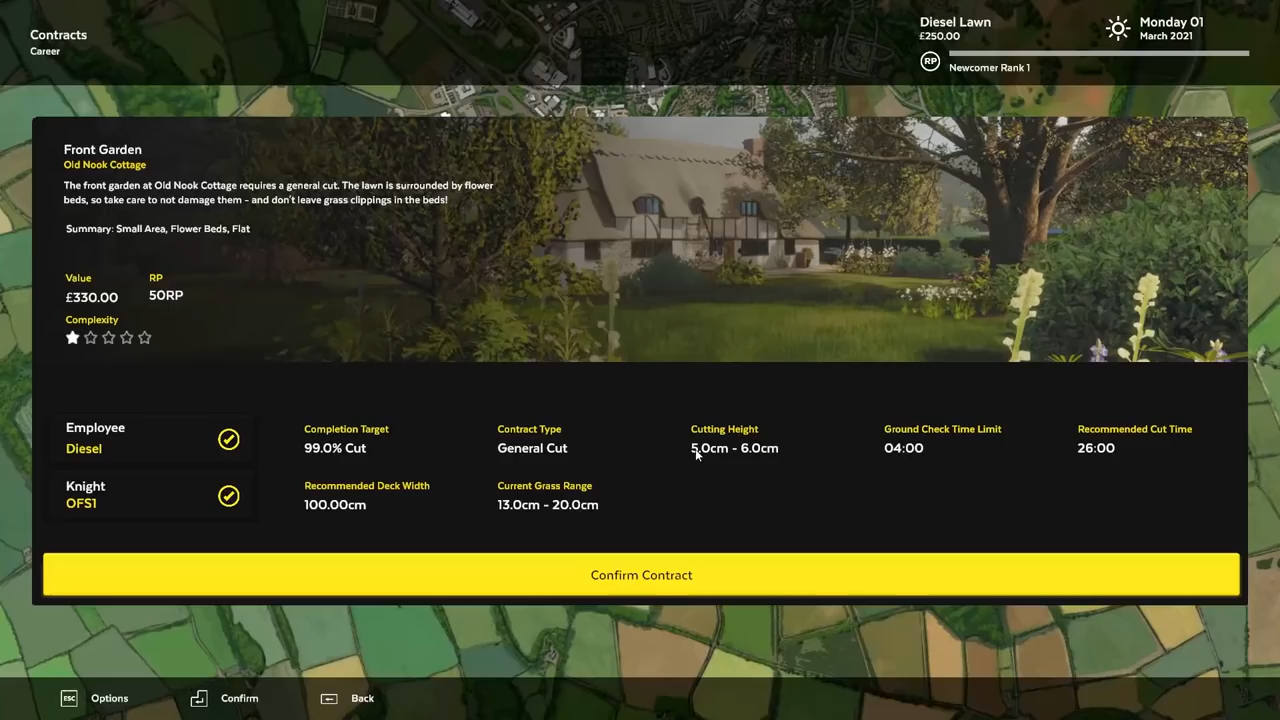 Contracts
Career
Diesel Lawn
£250.00
Monday 01
March 2021
RP
Newcomer Rank 1
Front Garden
Old Nook Cottage
The front garden at Old Nook Cottage requires a general cut. The lawn is surrounded by flower
beds, so take care to not damage them - and don't leave grass clippings in the beds!
Summary: Small Area, Flower Beds, Flat
Value
£330.00
RP
50RP
Complexity
Employee
Diesel
Knight
OFS1
Completion Target
99.0% Cut
Contract Type
General Cut
Cutting Height
5.0cm - 6.0cm
Ground Check Time Limit
04:00
Recommended Cut Time
26:00
Recommended Deck Width
100.00cm
Current Grass Range
13.0cm - 20.0cm
Confirm Contract
ESC Options
Confirm
Back